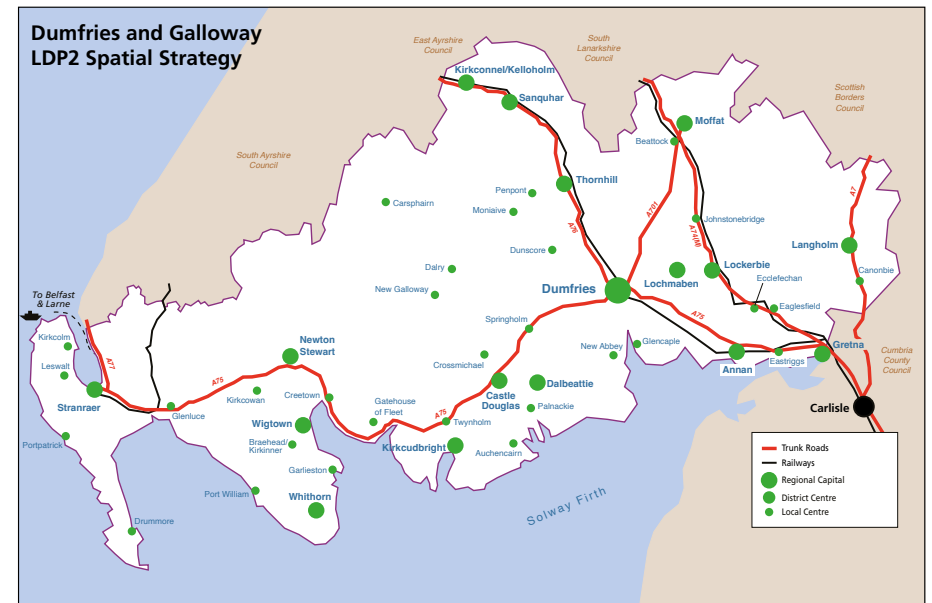 Dumfries and Galloway
LDP2 Spatial Strategy
East Ayrshire
Council
South
Lanarkshire
Council
Scottish
Borders
Council
South Ayrshire
Council
Cumbria
County
Council
Kirkconnel/Kelloholm
Sanquhar
Moffat
Beattock
Thornhill
Penpont
Moniaive
Carsphairn
A76
A701
A74(M)
A7
Johnstonebridge
Langholm
Canonbie
Dunscore
Dalry
New Galloway
Lockerbie
Lochmaben
Ecclefechan
Eaglesfield
Dumfries
To Belfast
& Larne
Kirkcolm
Leswalt
A77
Stranraer
Portpatrick
Drummore
Glenluce
A75
Newton
Stewart
Kirkcowan
Creetown
Wigtown
Braehead/
Kirkinner
Garlieston
Port William
Whithorn
Gatehouse
of Fleet
A75
Twynholm
Kirkcudbright
Springholm
Crossmichael
Castle
Douglas
Dalbeattie
Palnackie
Auchencairn
New Abbey
Glencaple
A75
Annan
Eastriggs
Gretna
Carlisle
Solway Firth
Trunk Roads
Railways
Regional Capital
District Centre
Local Centre